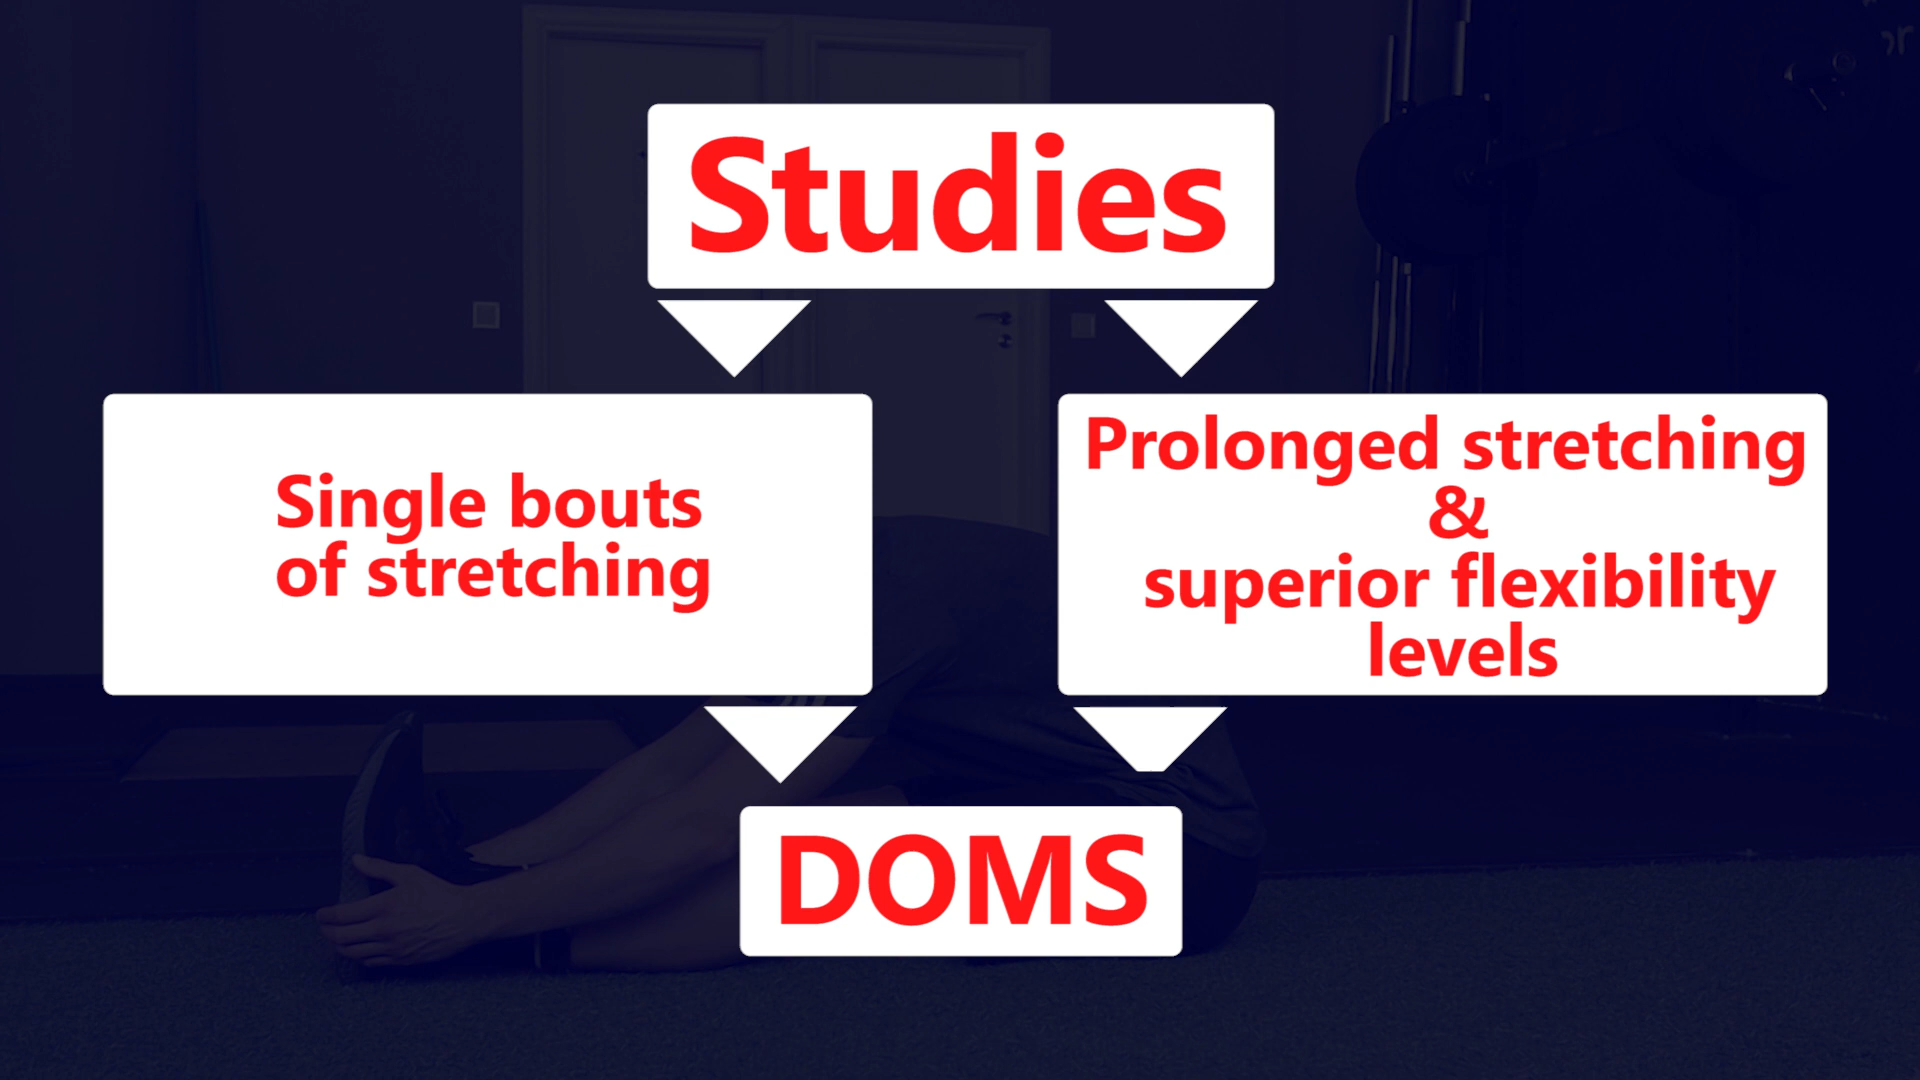 Studies
Single bouts
of stretching
Prolonged stretching
&
superior flexibility
levels
DOMS